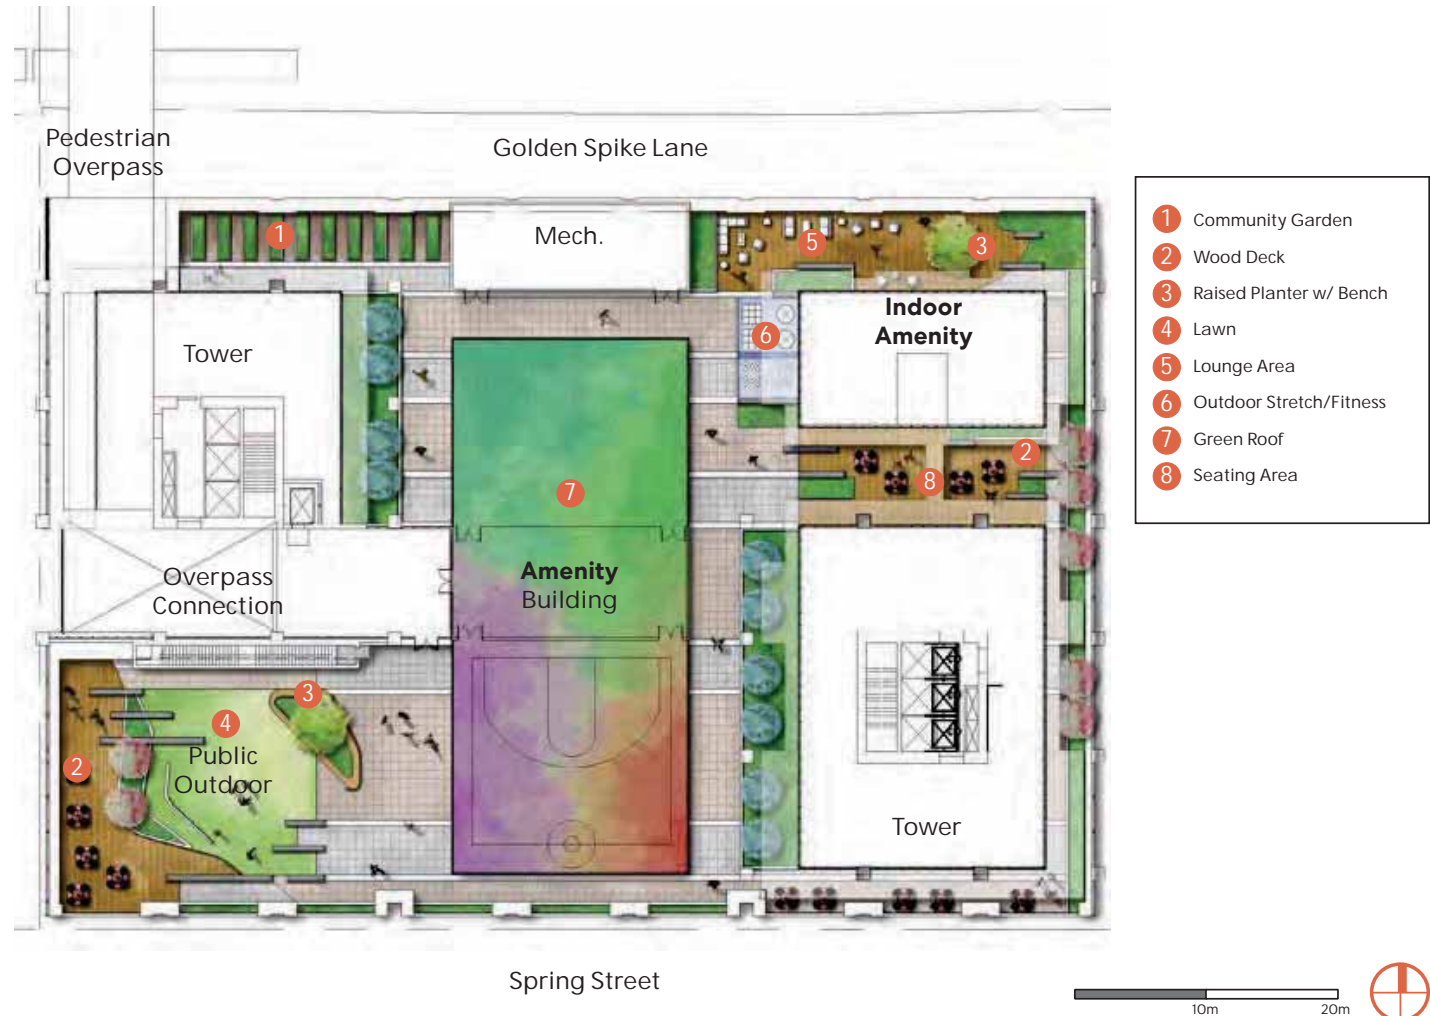 Pedestrian
Overpass
Golden Spike Lane
1
Mech.
5
3
Indoor
Amenity
6
Tower
2
8
7
Overpass
Connection
Amenity
Building
3
4
Public
Outdoor
2
Tower
Spring Street
1 Community Garden
2 Wood Deck
3 Raised Planter w/ Bench
4 Lawn
5 Lounge Area
6 Outdoor Stretch/Fitness
7 Green Roof
8 Seating Area
10m
20m